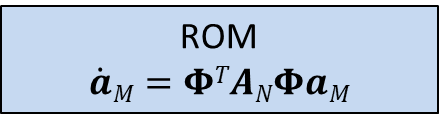 ROM
ȧ_M = Φ^T A_N Φ a_M